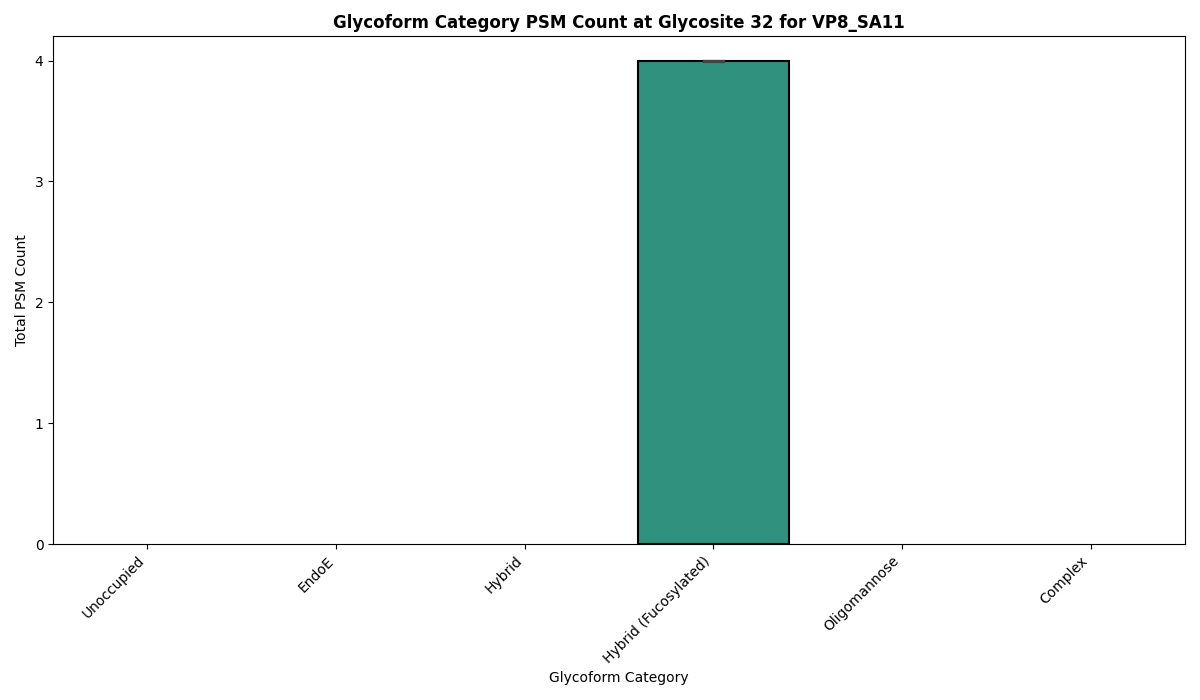 Glycoform Category PSM Count at Glycosite 32 for VP8_SA11
Total PSM Count
4
3
2
1
0
Unoccupied
EndoE
Hybrid
Hybrid (Fucosylated)
Oligomannose
Complex
Glycoform Category